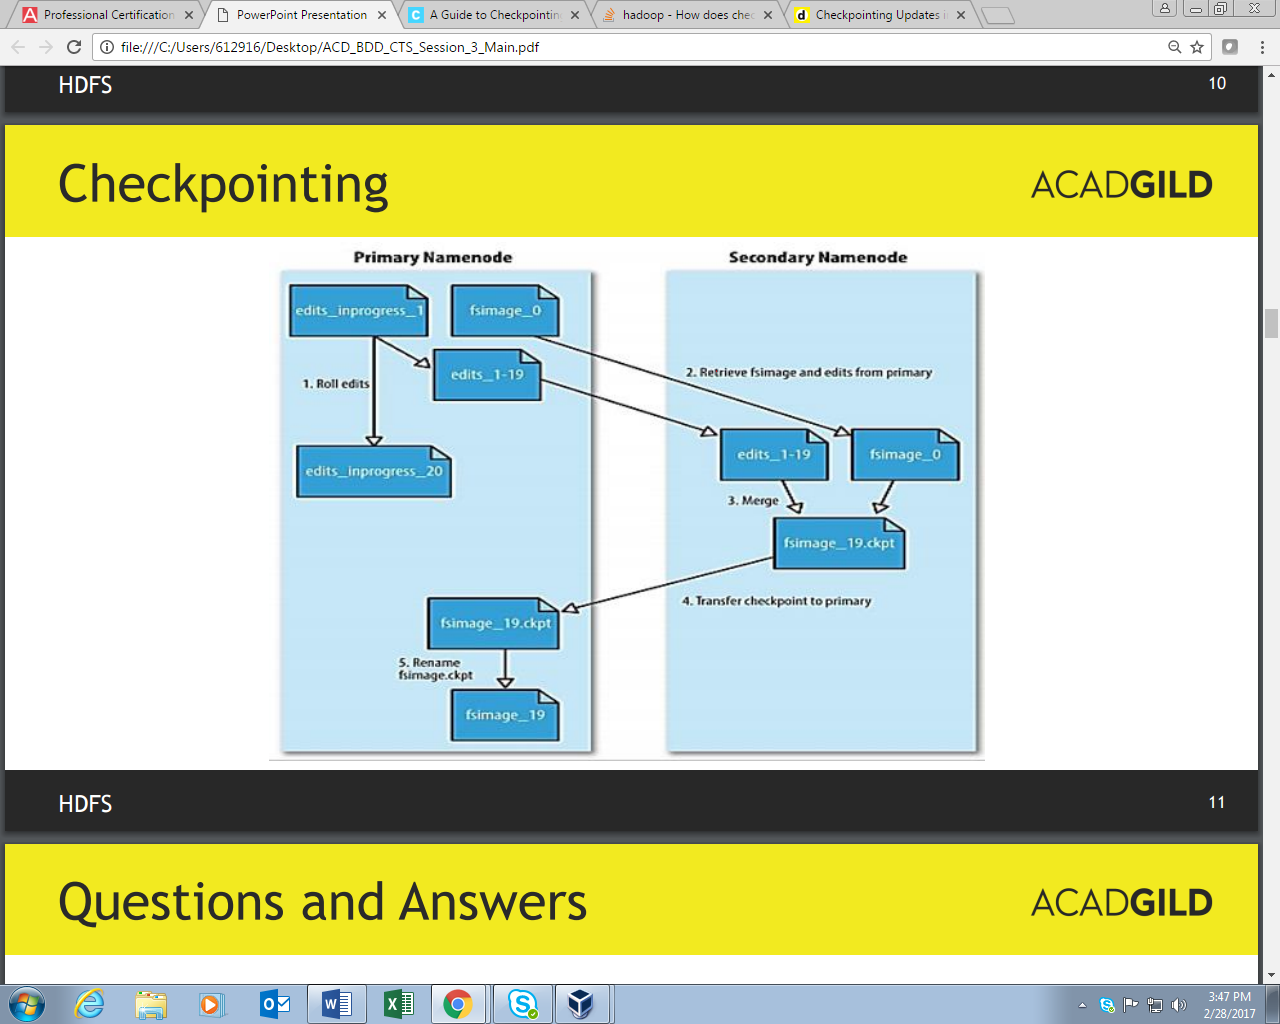 Professional Certification
PowerPoint Presentation
A Guide to Checkpointing
hadoop - How does chec
Checkpointing Updates i
file:///C:/Users/612916/Desktop/ACD_BDD_CTS_Session_3_Main.pdf
HDFS
10
Checkpointing
ACADGILD
Primary Namenode
Secondary Namenode
edits_inprogress_1
fsimage_0
edits_1-19
1. Roll edits
2. Retrieve fsimage and edits from primary
edits_inprogress_20
edits_1-19
fsimage_0
3. Merge
fsimage_19.ckpt
4. Transfer checkpoint to primary
fsimage_19.ckpt
5. Rename
fsimage.ckpt
fsimage_19
HDFS
11
Questions and Answers
ACADGILD
3:47 PM
2/28/2017